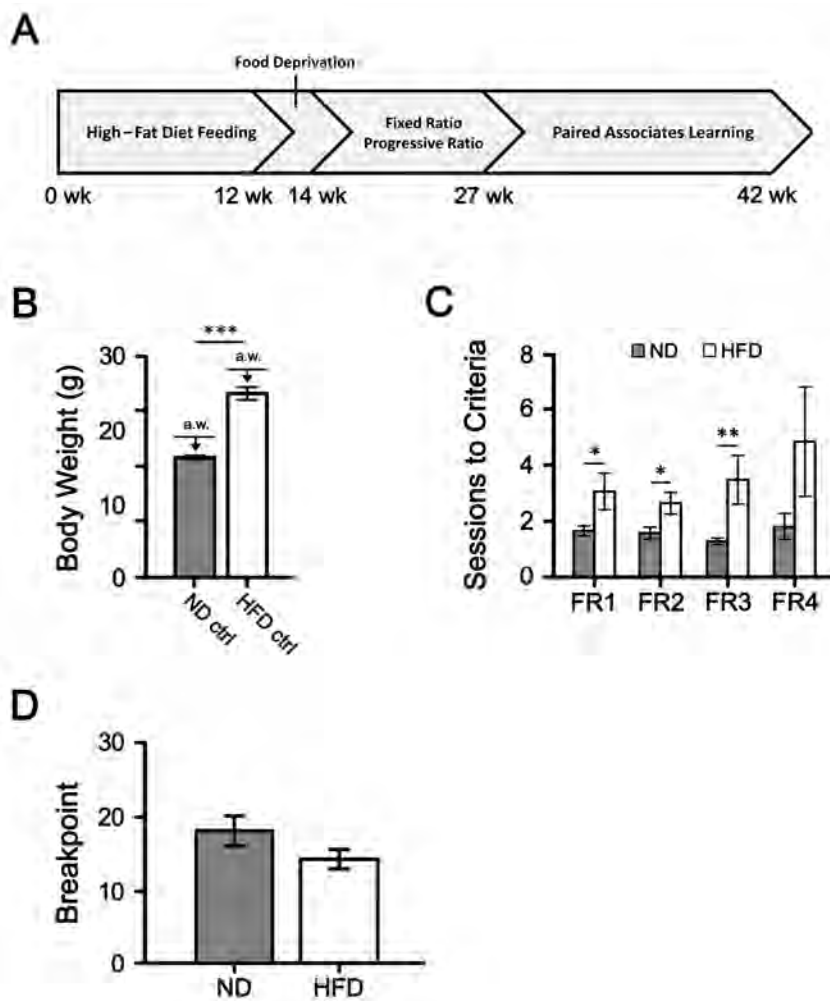 A
Food Deprivation
High–Fat Diet Feeding
Fixed Ratio
Progressive Ratio
Paired Associates Learning
0 wk 12 wk 14 wk 27 wk 42 wk
B
Body Weight (g)
30
20
10
0
***
a.w.
a.w.
ND ctrl
HFD ctrl
C
Sessions to Criteria
ND HFD
8
6
4
2
0
* * **
FR1 FR2 FR3 FR4
D
Breakpoint
30
20
10
0
ND HFD